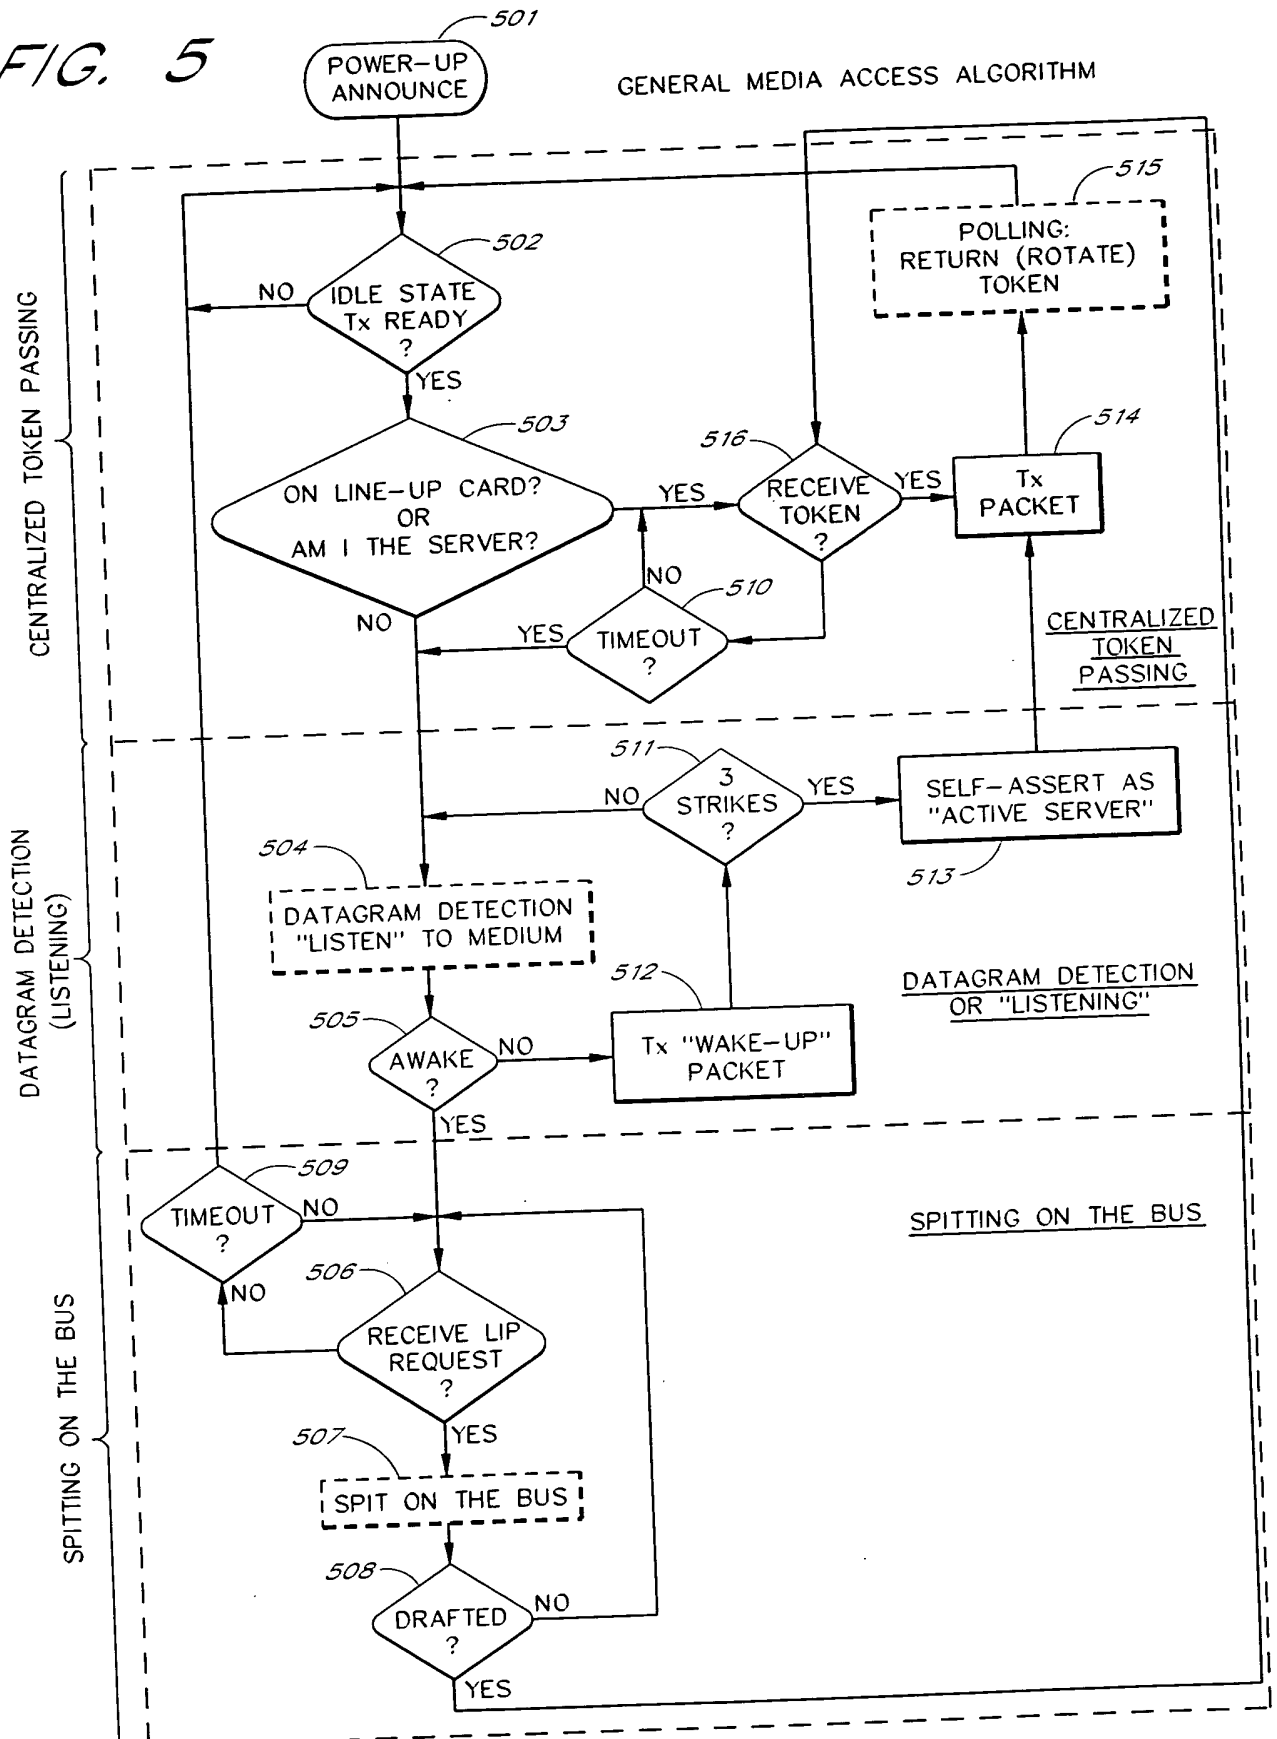 FIG. 5
501
POWER-UP
ANNOUNCE
GENERAL MEDIA ACCESS ALGORITHM
515
POLLING:
RETURN (ROTATE)
TOKEN
502
NO
IDLE STATE
Tx READY
?
YES
CENTRALIZED TOKEN PASSING
503
ON LINE-UP CARD?
OR
AM I THE SERVER?
YES
NO
516
RECEIVE
TOKEN
?
YES
514
Tx
PACKET
NO
510
YES
TIMEOUT
?
CENTRALIZED
TOKEN
PASSING
511
3
STRIKES
?
NO
YES
SELF-ASSERT AS
"ACTIVE SERVER"
513
DATAGRAM DETECTION
(LISTENING)
504
DATAGRAM DETECTION
"LISTEN" TO MEDIUM
512
Tx "WAKE-UP"
PACKET
DATAGRAM DETECTION
OR "LISTENING"
505
AWAKE
?
NO
YES
509
TIMEOUT
?
NO
NO
SPITTING ON THE BUS
SPITTING ON THE BUS
506
RECEIVE LIP
REQUEST
?
YES
507
SPIT ON THE BUS
508
DRAFTED
?
NO
YES